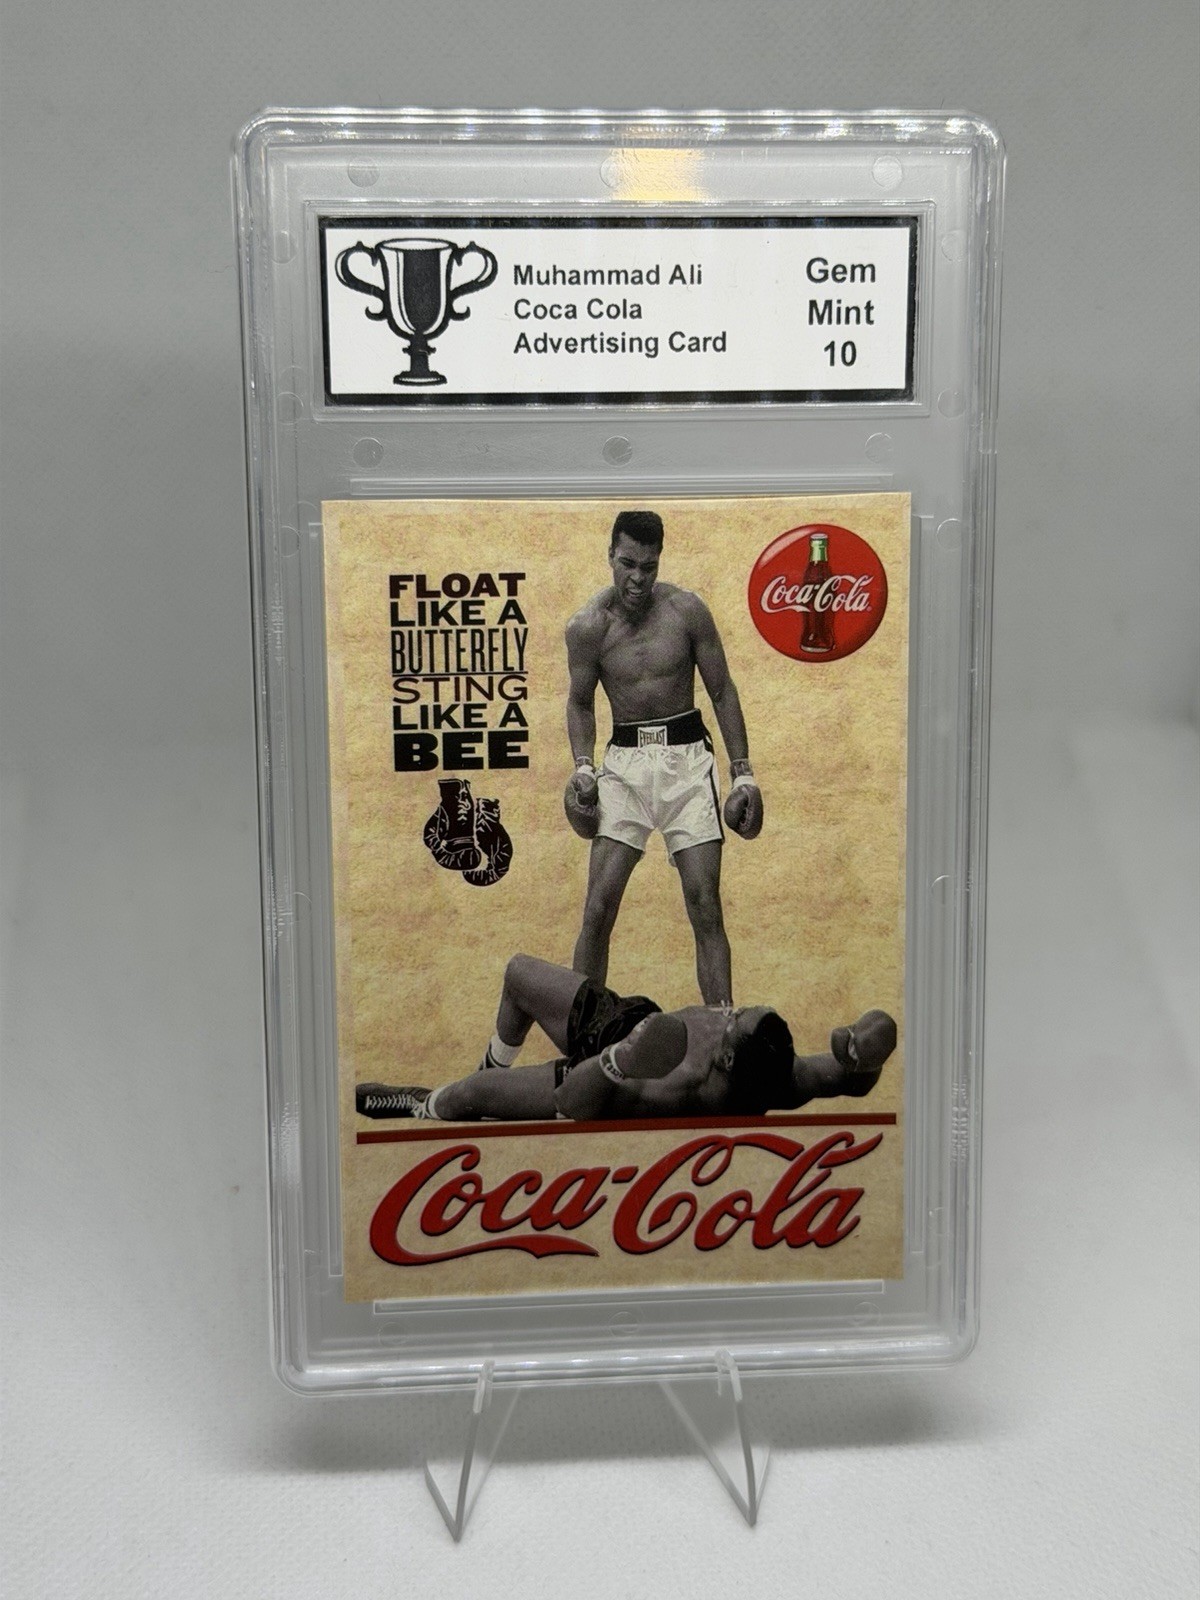 Muhammad Ali
Coca Cola
Advertising Card
Gem
Mint
10
FLOAT
LIKE A
BUTTERFLY
STING
LIKE A
BEE
Coca-Cola
EVERLAST
Coca-Cola